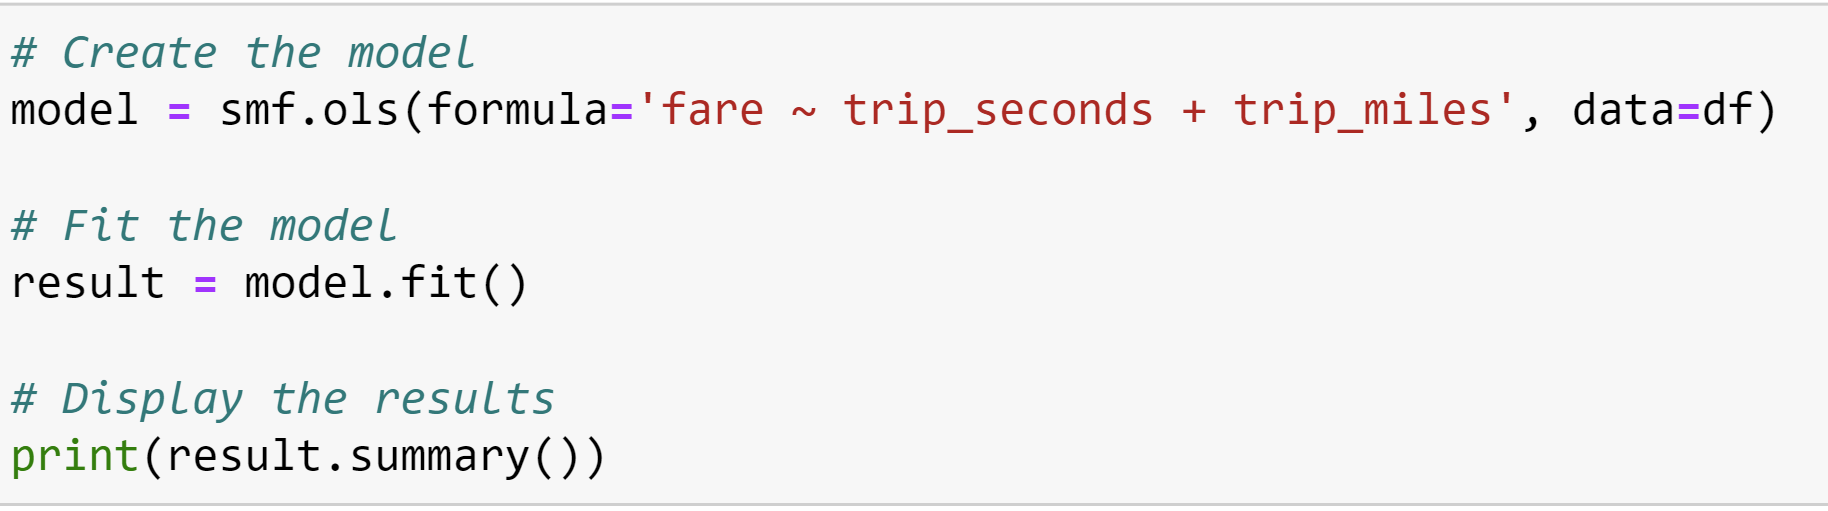 # Create the model
model = smf.ols(formula='fare ~ trip_seconds + trip_miles', data=df)
# Fit the model
result = model.fit()
# Display the results
print(result.summary())